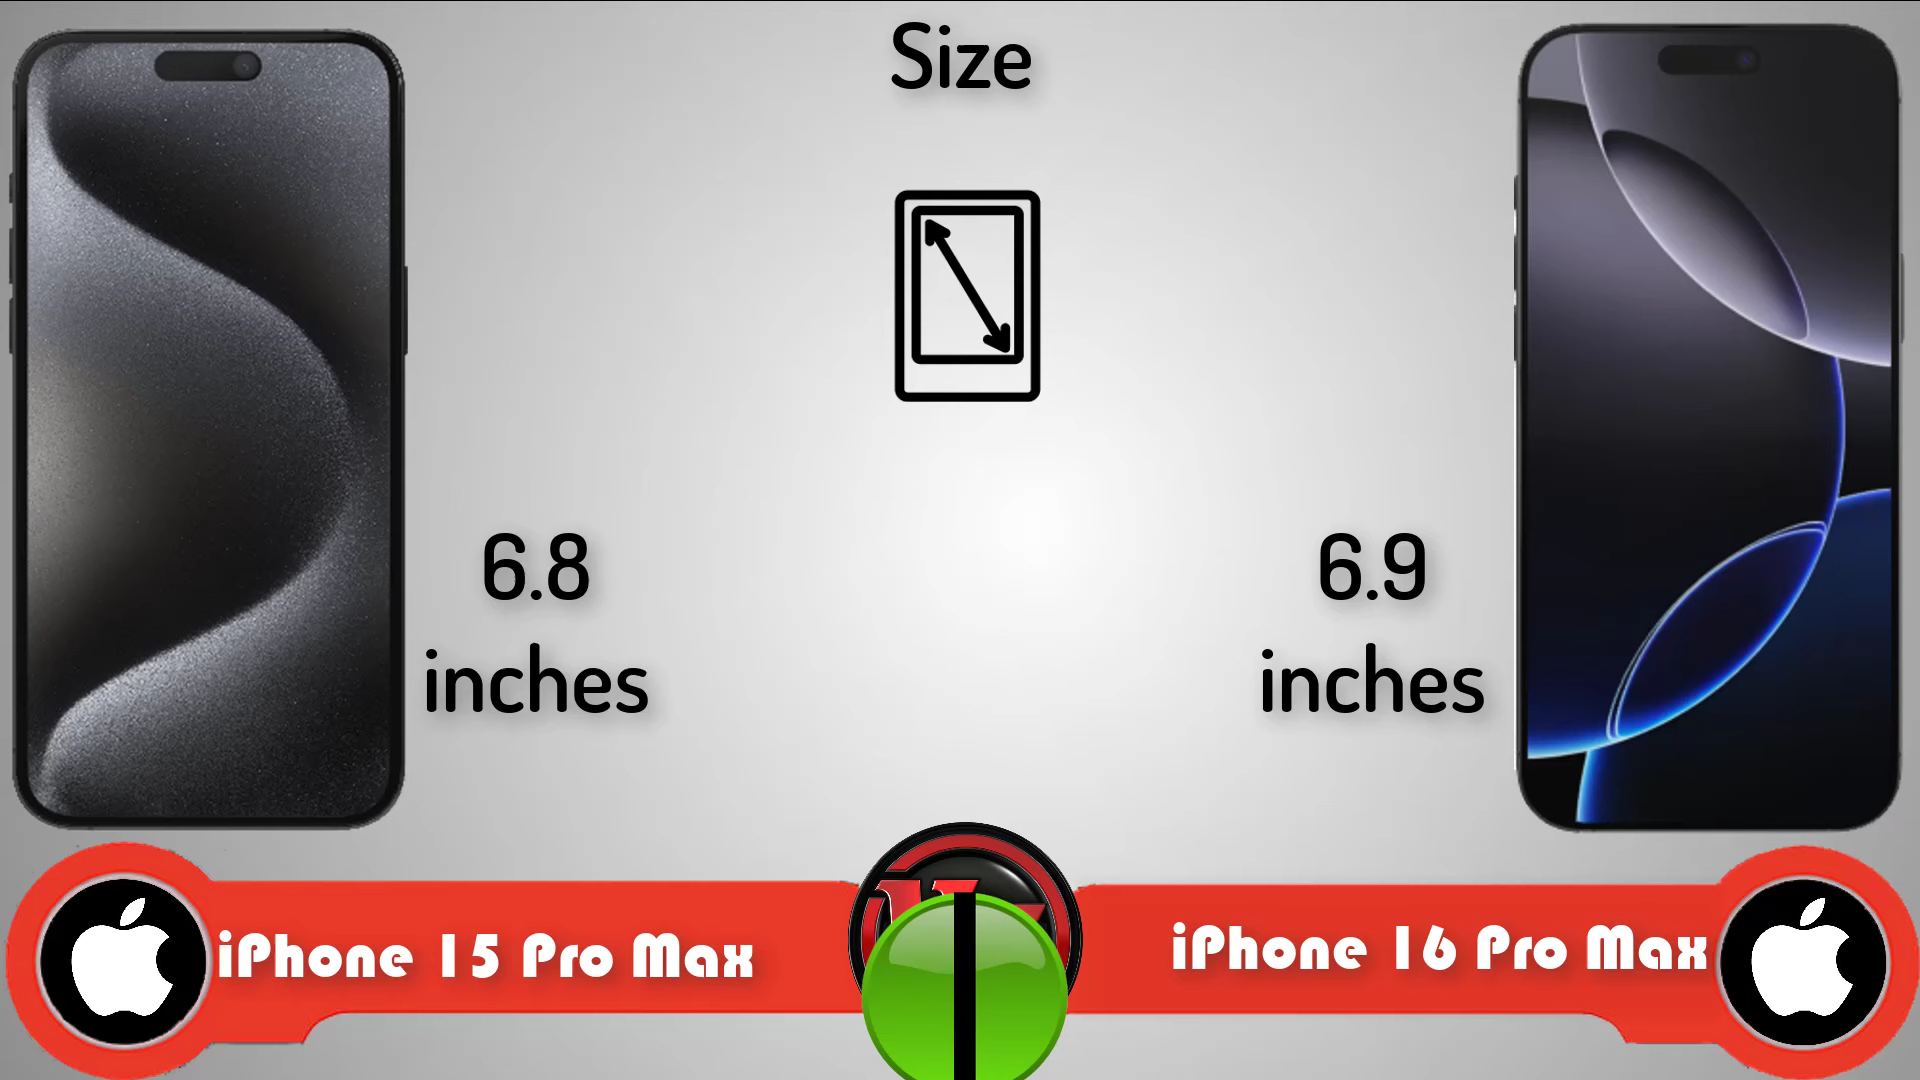 Size
6.8
inches
6.9
inches
iPhone 15 Pro Max
iPhone 16 Pro Max